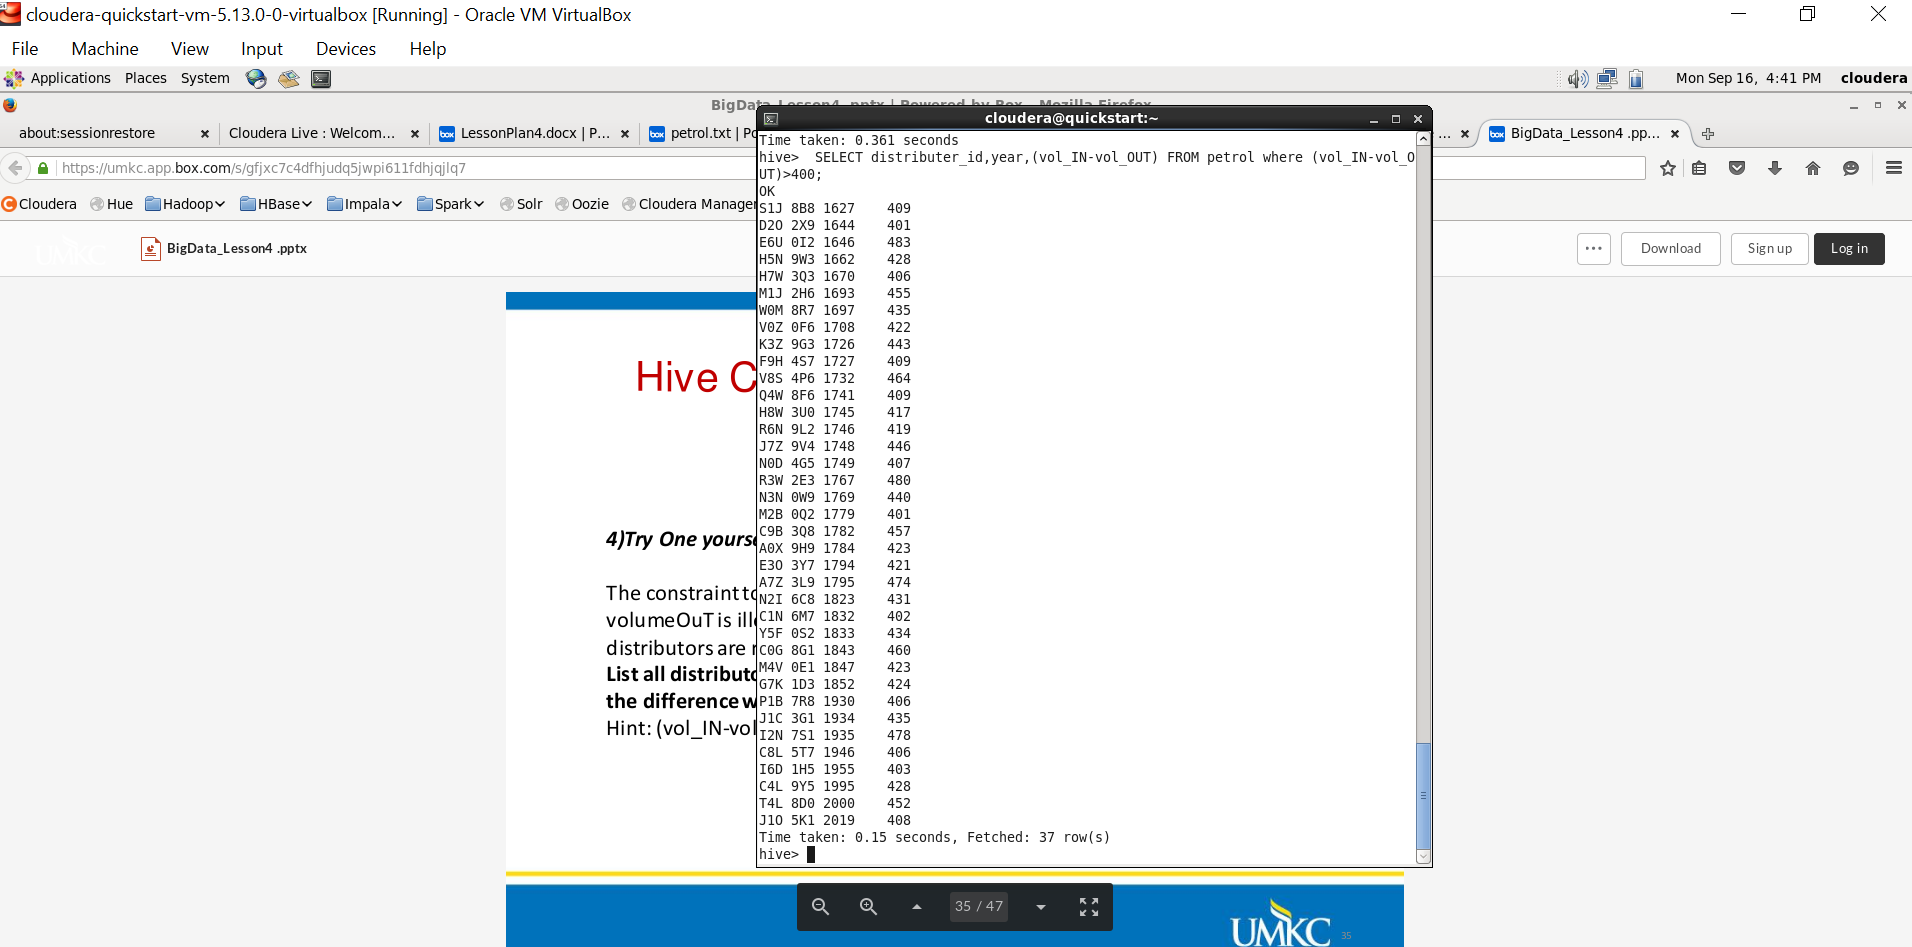 cloudera-quickstart-vm-5.13.0-0-virtualbox [Running] - Oracle VM VirtualBox
File Machine View Input Devices Help
Applications Places System Mon Sep 16, 4:41 PM cloudera
BigData_Lesson4 .pptx | Powered by Box - Mozilla Firefox
about:sessionrestore Cloudera Live : Welcom... LessonPlan4.docx | P... petrol.txt | Po ... BigData_Lesson4 .pp...
https://umkc.app.box.com/s/gfjxc7c4dfhjudq5jwpi611fdhjqjlq7
Cloudera Hue Hadoop HBase Impala Spark Solr Oozie Cloudera Manager
UMKC BigData_Lesson4 .pptx ... Download Sign up Log in
Hive C
4)Try One yourse
The constraint to
volumeOuT is ille
distributors are r
List all distributo
the difference w
Hint: (vol_IN-vol
cloudera@quickstart:~
Time taken: 0.361 seconds
hive>  SELECT distributer_id,year,(vol_IN-vol_OUT) FROM petrol where (vol_IN-vol_O
UT)>400;
OK
S1J 8B8 1627 409
D2O 2X9 1644 401
E6U 0I2 1646 483
H5N 9W3 1662 428
H7W 3Q3 1670 406
M1J 2H6 1693 455
W0M 8R7 1697 435
V0Z 0F6 1708 422
K3Z 9G3 1726 443
F9H 4S7 1727 409
V8S 4P6 1732 464
Q4W 8F6 1741 409
H8W 3U0 1745 417
R6N 9L2 1746 419
J7Z 9V4 1748 446
N0D 4G5 1749 407
R3W 2E3 1767 480
N3N 0W9 1769 440
M2B 0Q2 1779 401
C9B 3Q8 1782 457
A0X 9H9 1784 423
E3O 3Y7 1794 421
A7Z 3L9 1795 474
N2I 6C8 1823 431
C1N 6M7 1832 402
Y5F 0S2 1833 434
C0G 8G1 1843 460
M4V 0E1 1847 423
G7K 1D3 1852 424
P1B 7R8 1930 406
J1C 3G1 1934 435
I2N 7S1 1935 478
C8L 5T7 1946 406
I6D 1H5 1955 403
C4L 9Y5 1995 428
T4L 8D0 2000 452
J1O 5K1 2019 408
Time taken: 0.15 seconds, Fetched: 37 row(s)
hive>
35 / 47
UMKC 35